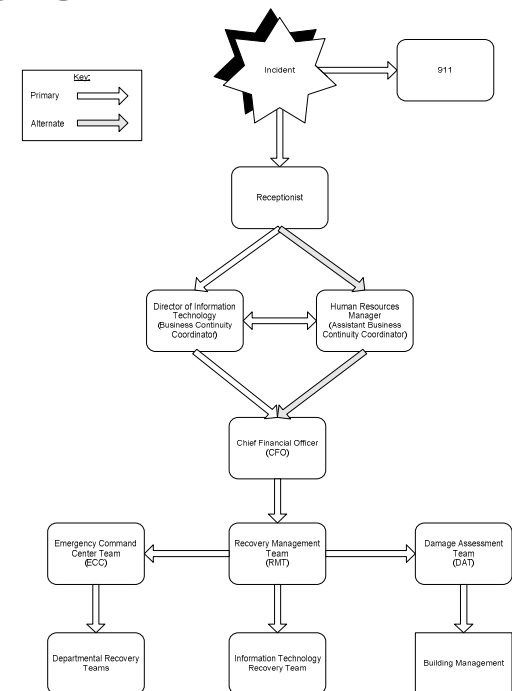 Incident
911
Key:
Primary
Alternate
Receptionist
Director of Information
Technology
(Business Continuity
Coordinator)
Human Resources
Manager
(Assistant Business
Continuity Coordinator)
Chief Financial Officer
(CFO)
Emergency Command
Center Team
(ECC)
Recovery Management
Team
(RMT)
Damage Assessment
Team
(DAT)
Departmental Recovery
Teams
Information Technology
Recovery Team
Building Management